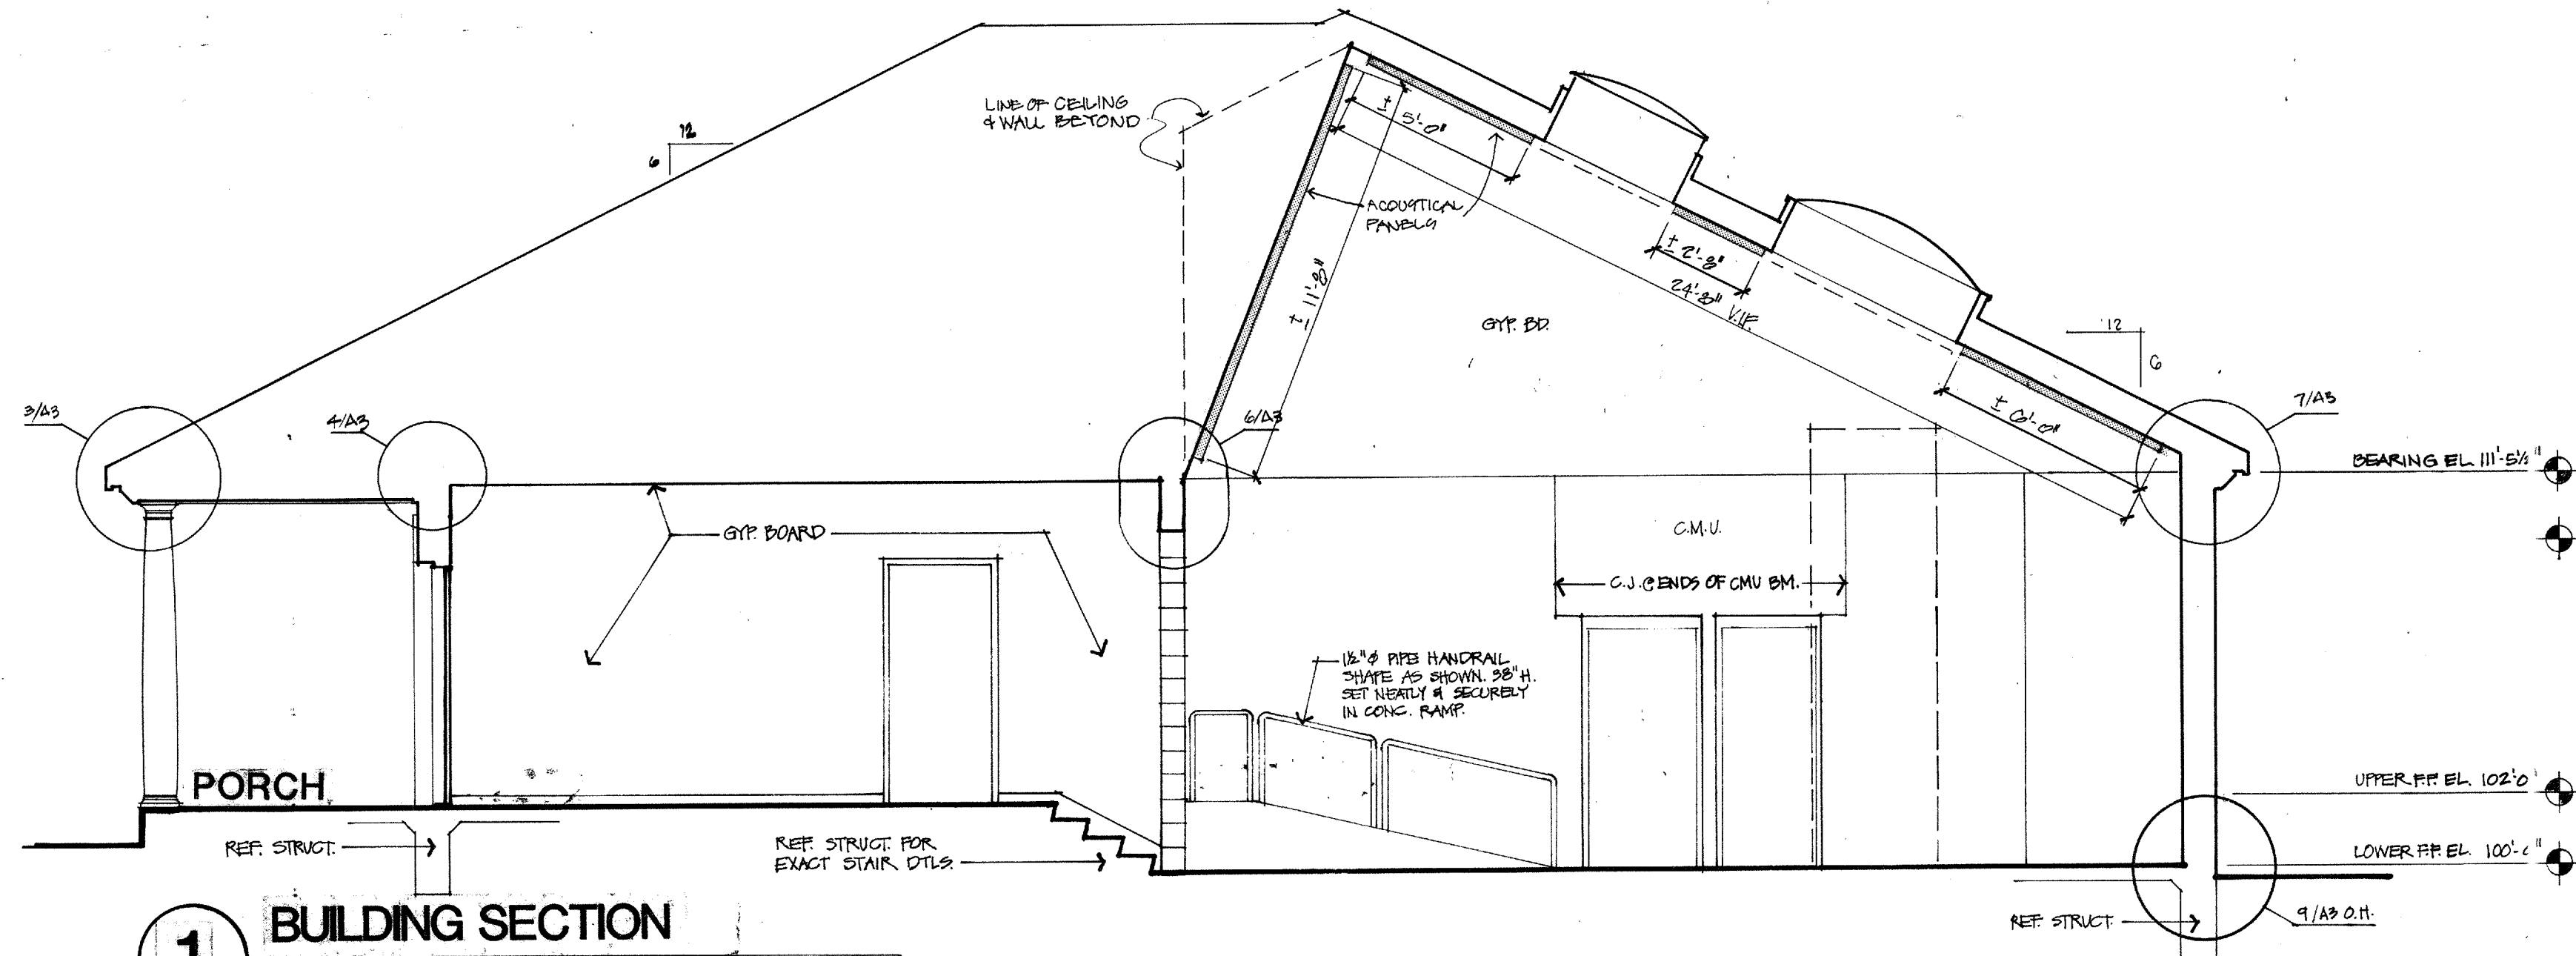 LINE OF CEILING
& WALL BEYOND
12
6
± 5'-0"
ACOUSTICAL
PANELS
± 11'-8"
± 2'-8"
24'-8"
V.I.F.
GYP. BD.
12
6
± 6'-0"
3/A3
4/A3
6/A3
7/A3
BEARING EL. 111'-5½"
GYP. BOARD
C.M.U.
C.J. @ ENDS OF CMU BM.
1½"φ PIPE HANDRAIL
SHAPE AS SHOWN. 38" H.
SET NEATLY & SECURELY
IN CONC. RAMP.
PORCH
UPPER F.F. EL. 102'-0
REF. STRUCT.
REF. STRUCT. FOR
EXACT STAIR DTLS.
LOWER F.F. EL. 100'-
REF. STRUCT.
9/A3 O.H.
1
BUILDING SECTION